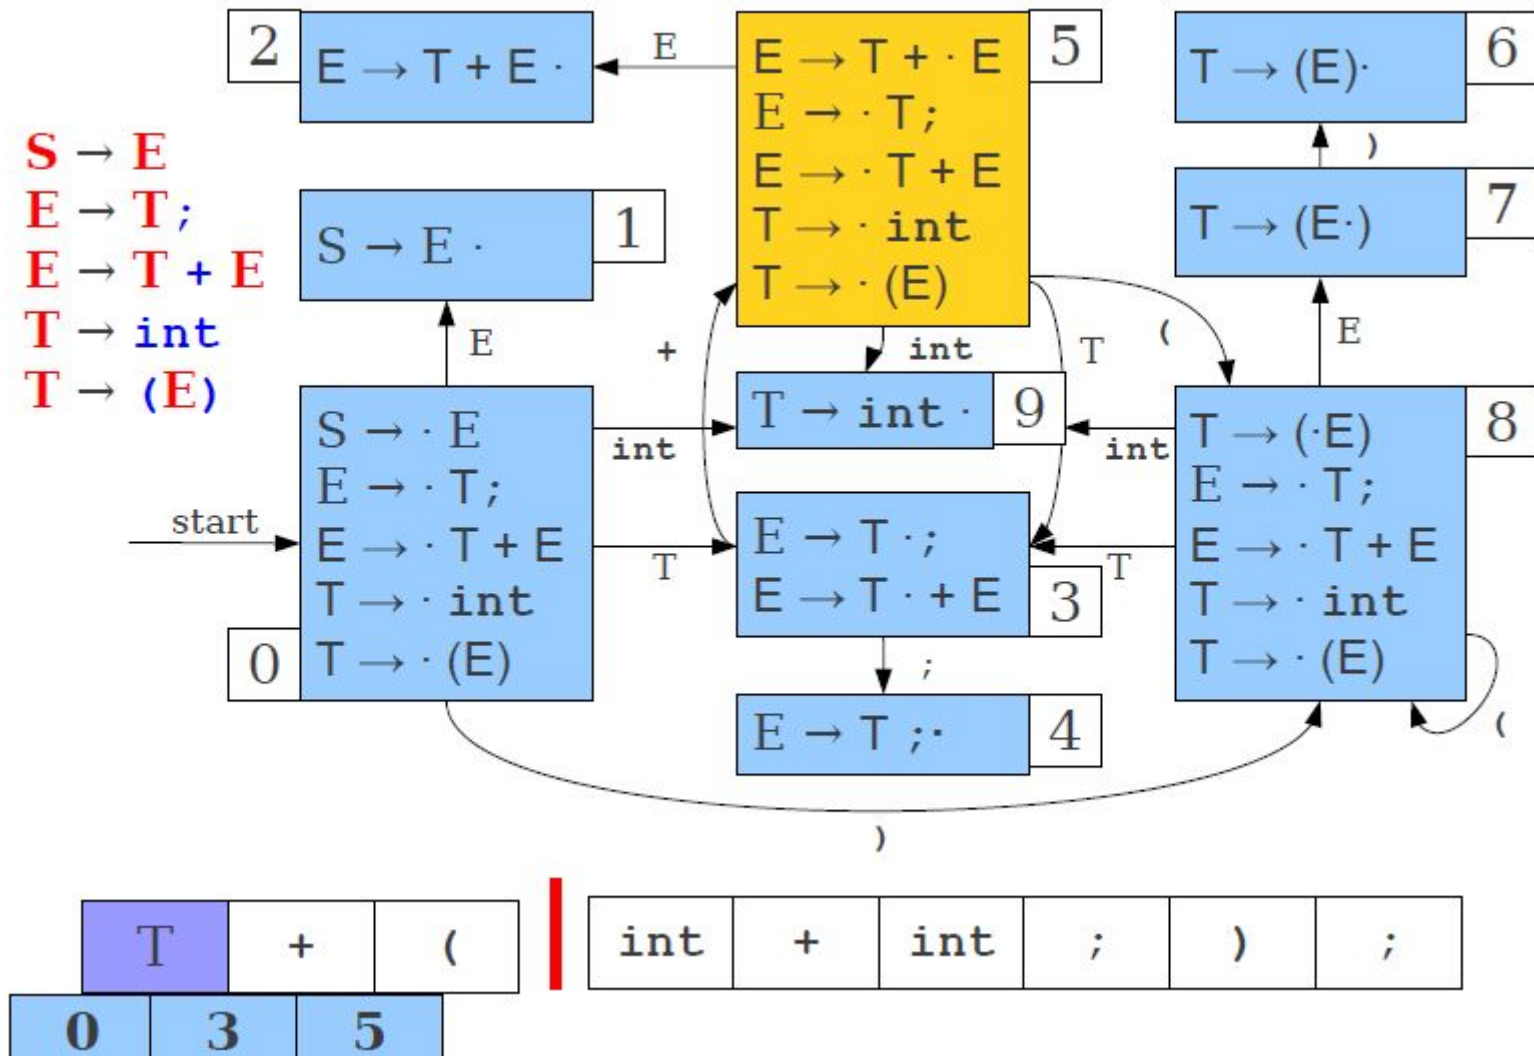 S → E
E → T ;
E → T + E
T → int
T → (E)
2
E → T + E ·
E
E → T + · E
E → · T ;
E → · T + E
T → · int
T → · (E)
5
T → (E)·
6
)
T → (E·)
7
S → E ·
1
E
+
int
T
(
E
S → · E
E → · T ;
E → · T + E
T → · int
T → · (E)
0
start
int
T
T → int ·
9
int
E → T · ;
E → T · + E
3
T
;
E → T ; ·
4
T → (·E)
E → · T ;
E → · T + E
T → · int
T → · (E)
8
(
)
T + ( int + int ; ) ;
0 3 5